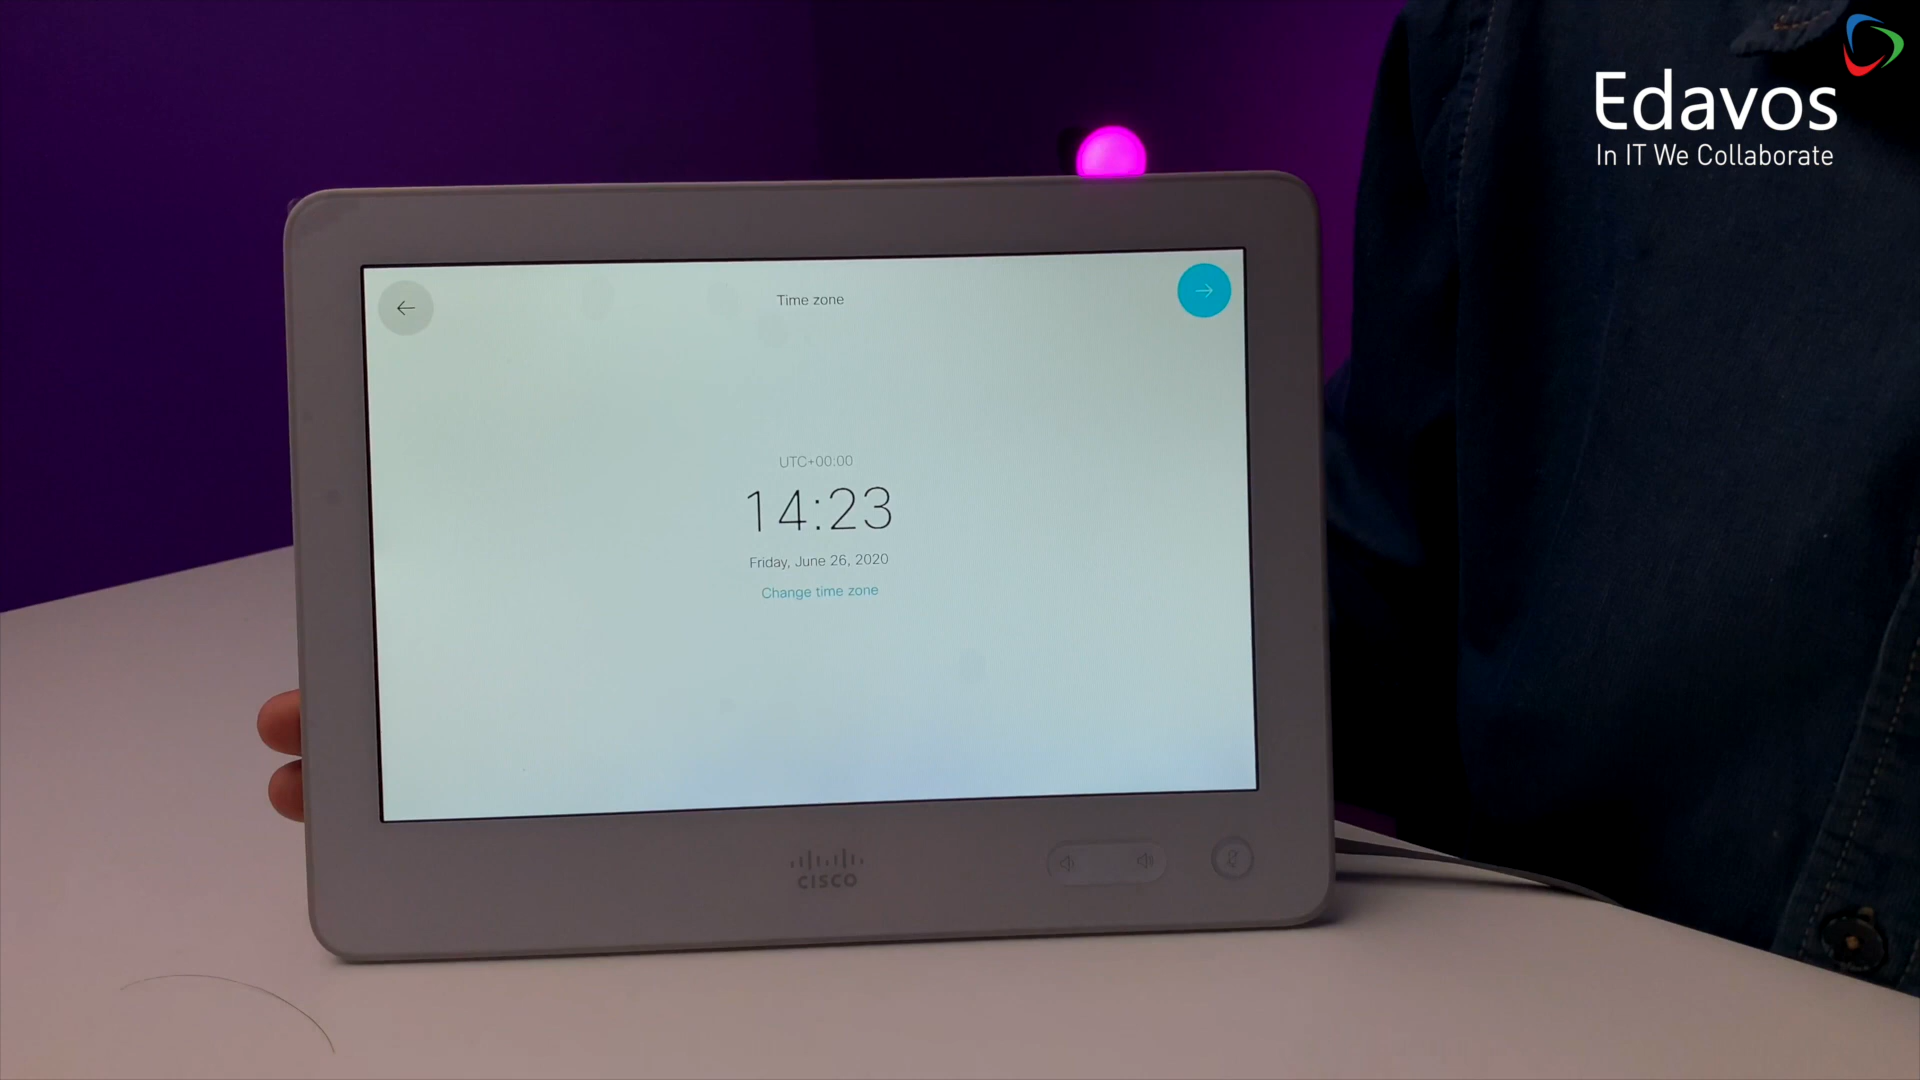 Edavos
In IT We Collaborate
Time zone
UTC+00:00
14:23
Friday, June 26, 2020
Change time zone
CISCO